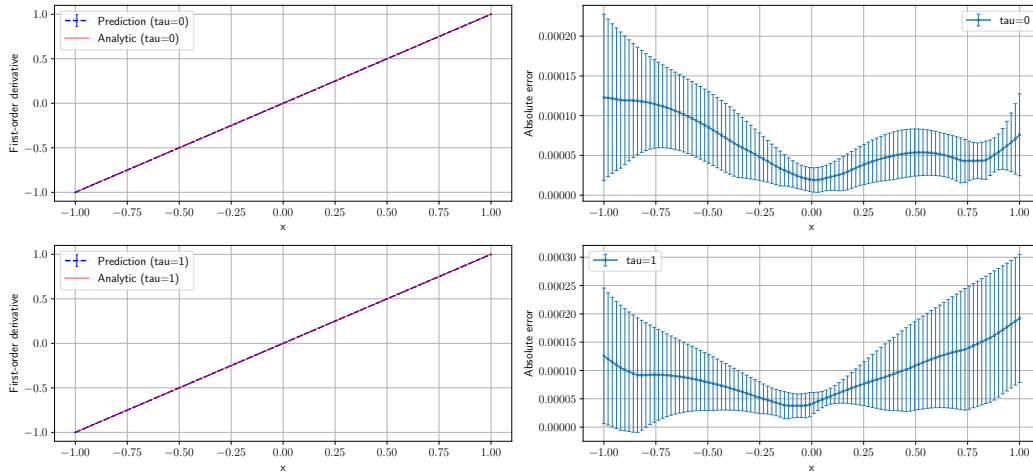 First-order derivative
1.0
0.5
0.0
−0.5
−1.0
Prediction (tau=0)
Analytic (tau=0)
−1.00 −0.75 −0.50 −0.25 0.00 0.25 0.50 0.75 1.00
x
Absolute error
0.00020
0.00015
0.00010
0.00005
0.00000
tau=0
−1.00 −0.75 −0.50 −0.25 0.00 0.25 0.50 0.75 1.00
x
First-order derivative
1.0
0.5
0.0
−0.5
−1.0
Prediction (tau=1)
Analytic (tau=1)
−1.00 −0.75 −0.50 −0.25 0.00 0.25 0.50 0.75 1.00
x
Absolute error
0.00030
0.00025
0.00020
0.00015
0.00010
0.00005
0.00000
tau=1
−1.00 −0.75 −0.50 −0.25 0.00 0.25 0.50 0.75 1.00
x